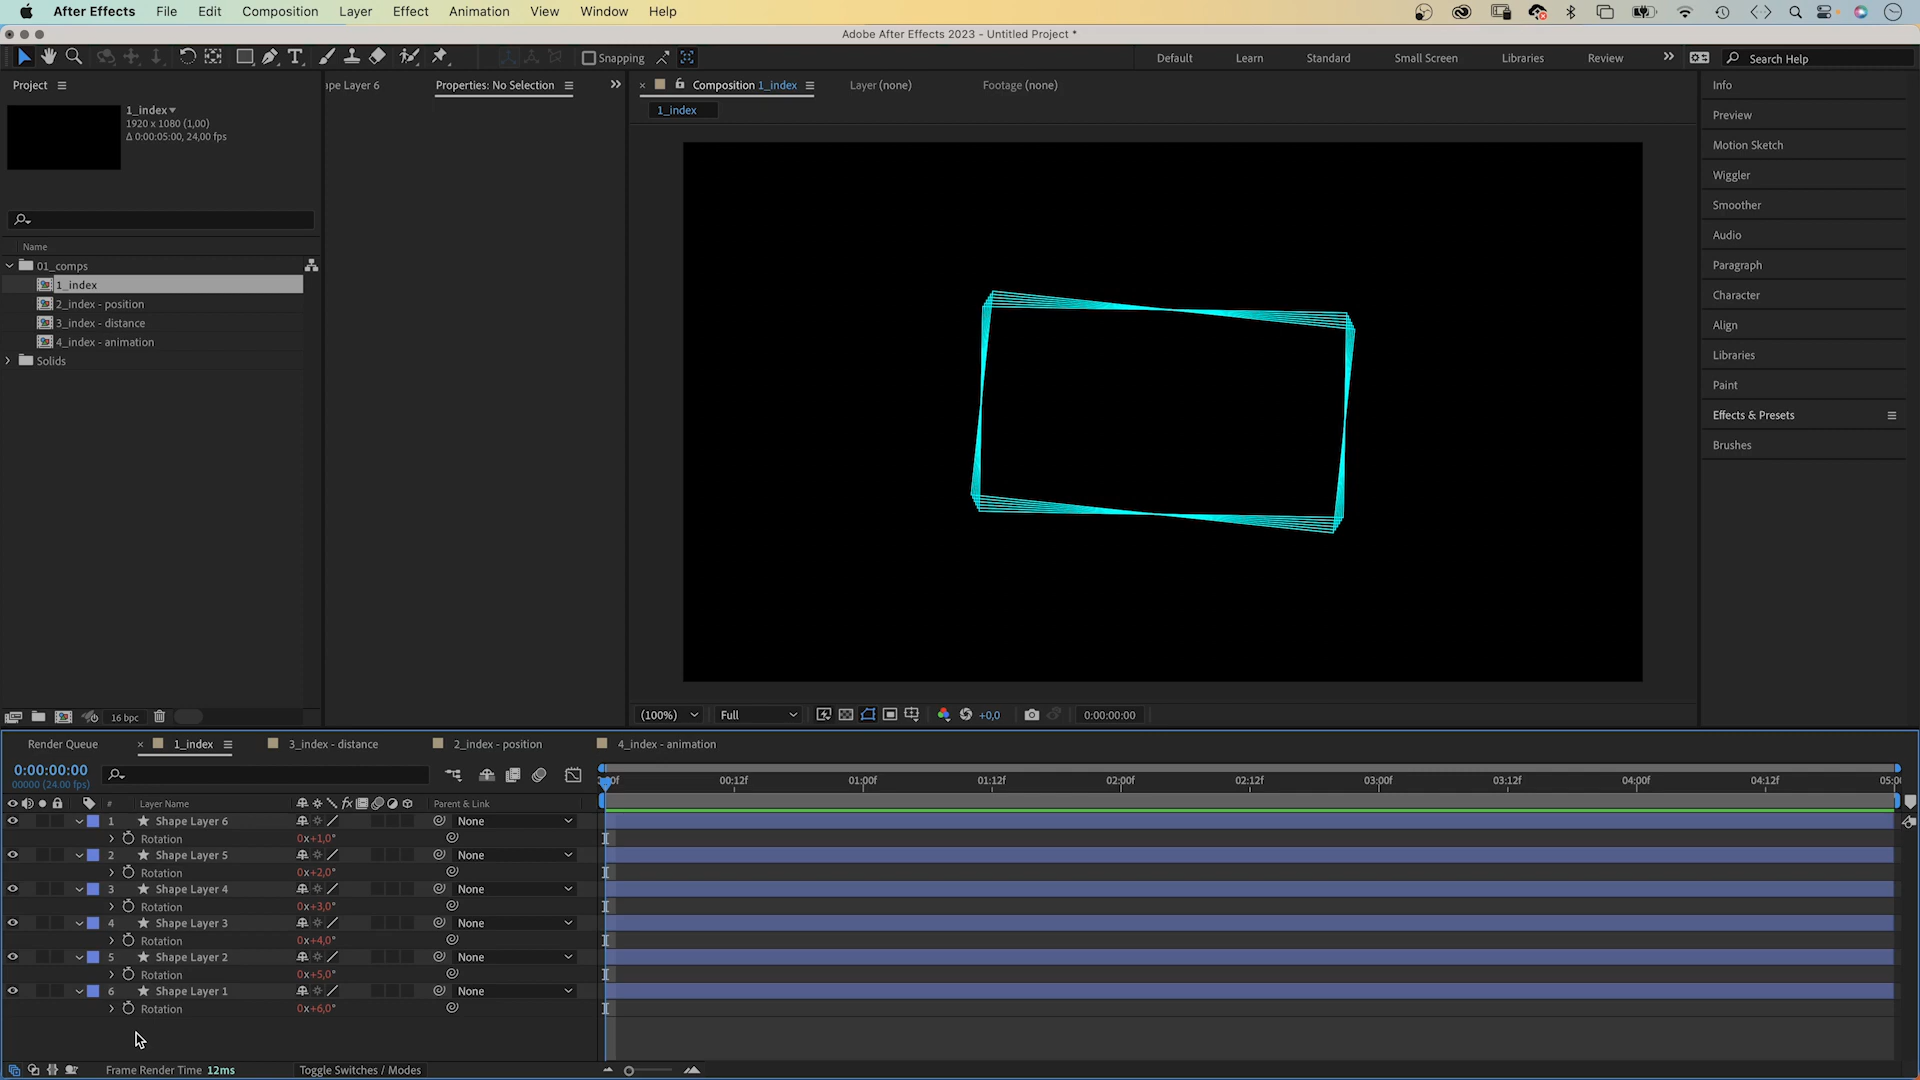 After Effects File Edit Composition Layer Effect Animation View Window Help
Adobe After Effects 2023 - Untitled Project *
Snapping Default Learn Standard Small Screen Libraries Review Search Help
Project
1_index
1920 x 1080 (1,00)
Δ 0:00:05:00, 24,00 fps
Name
01_comps
1_index
2_index - position
3_index - distance
4_index - animation
Solids
16 bpc
ape Layer 6 Properties: No Selection
Composition 1_index Layer (none) Footage (none)
1_index
(100%) Full +0,0 0:00:00:00
Info
Preview
Motion Sketch
Wiggler
Smoother
Audio
Paragraph
Character
Align
Libraries
Paint
Effects & Presets
Brushes
Render Queue 1_index 3_index - distance 2_index - position 4_index - animation
0:00:00:00
00000 (24.00 fps)
00:12f 01:00f 01:12f 02:00f 02:12f 03:00f 03:12f 04:00f 04:12f 05:0
# Layer Name fx Parent & Link
1 Shape Layer 6 None
Rotation 0x+1,0°
2 Shape Layer 5 None
Rotation 0x+2,0°
3 Shape Layer 4 None
Rotation 0x+3,0°
4 Shape Layer 3 None
Rotation 0x+4,0°
5 Shape Layer 2 None
Rotation 0x+5,0°
6 Shape Layer 1 None
Rotation 0x+6,0°
Frame Render Time 12ms Toggle Switches / Modes